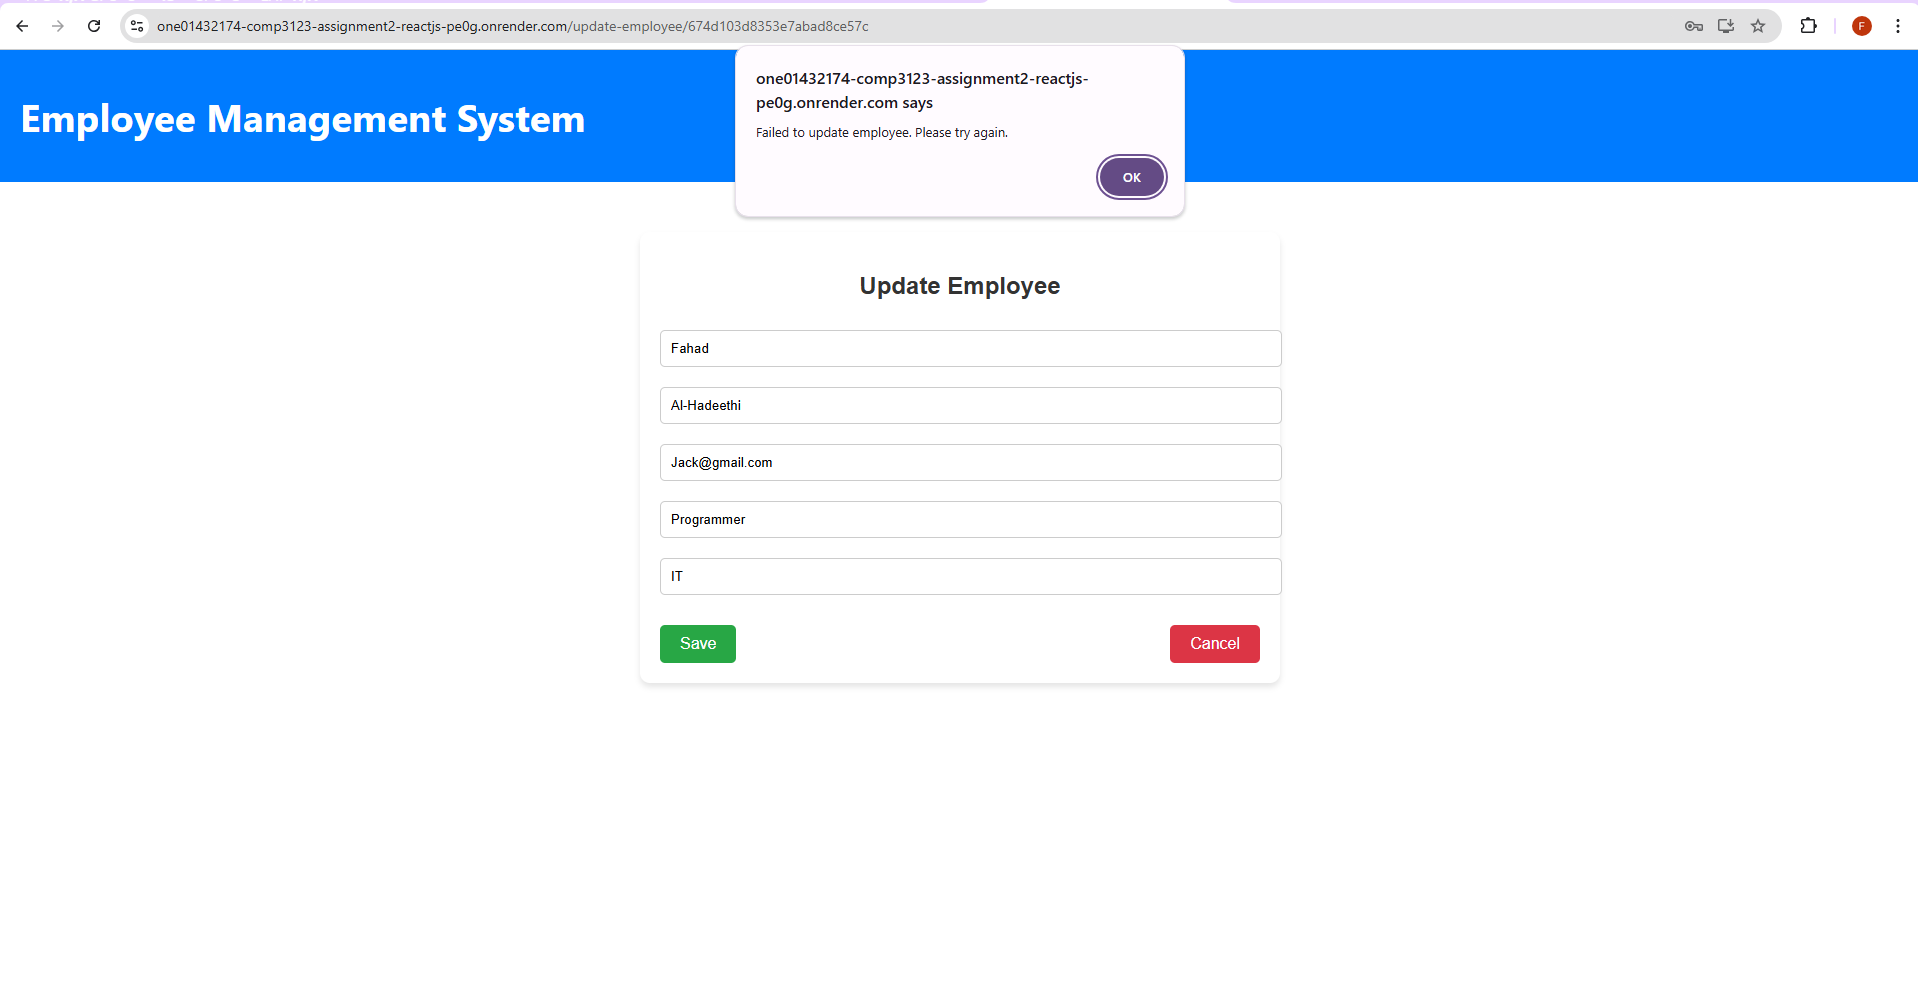 one01432174-comp3123-assignment2-reactjs-pe0g.onrender.com/update-employee/674d103d8353e7abad8ce57c
F
one01432174-comp3123-assignment2-reactjs-
pe0g.onrender.com says
Failed to update employee. Please try again.
OK
Employee Management System
Update Employee
Fahad
Al-Hadeethi
Jack@gmail.com
Programmer
IT
Save
Cancel